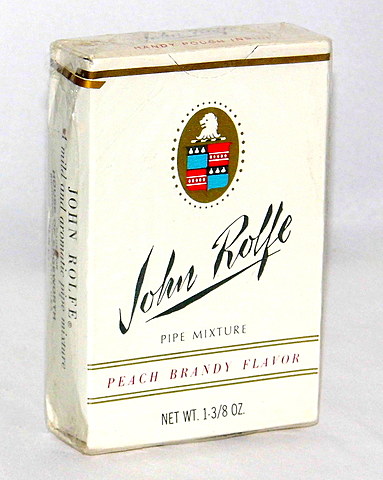 HANDY POUCH INSIDE
John Rolfe
PIPE MIXTURE
PEACH BRANDY FLAVOR
NET WT. 1-3/8 OZ.
JOHN ROLFE®
A mild and aromatic pipe mixture